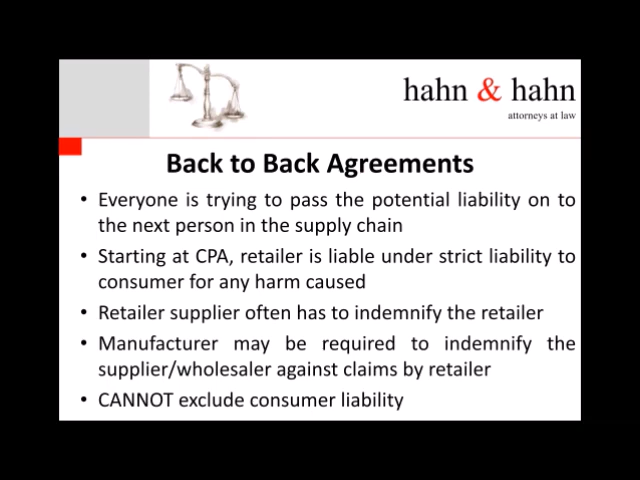 hahn & hahn
attorneys at law
Back to Back Agreements
• Everyone is trying to pass the potential liability on to
the next person in the supply chain
• Starting at CPA, retailer is liable under strict liability to
consumer for any harm caused
• Retailer supplier often has to indemnify the retailer
• Manufacturer may be required to indemnify the
supplier/wholesaler against claims by retailer
• CANNOT exclude consumer liability